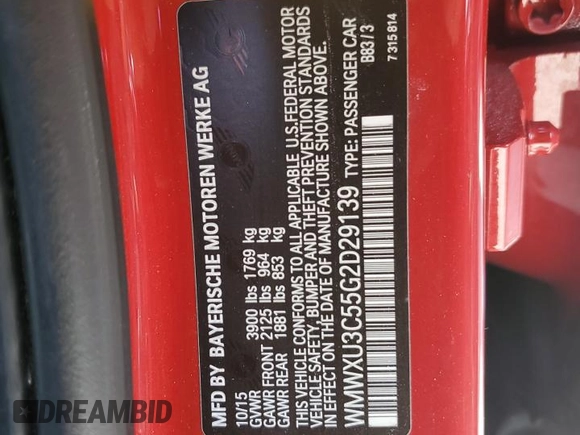 MFD BY BAYERISCHE MOTOREN WERKE AG
10/15
GVWR 3900 lbs 1769 kg
GAWR FRONT 2125 lbs 964 kg
GAWR REAR 1881 lbs 853 kg
THIS VEHICLE CONFORMS TO ALL APPLICABLE U.S.FEDERAL MOTOR
VEHICLE SAFETY, BUMPER AND THEFT PREVENTION STANDARDS
IN EFFECT ON THE DATE OF MANUFACTURE SHOWN ABOVE.
WMWXU3C55G2D29139 TYPE: PASSENGER CAR
BB3/3
7 315 814
DREAMBID